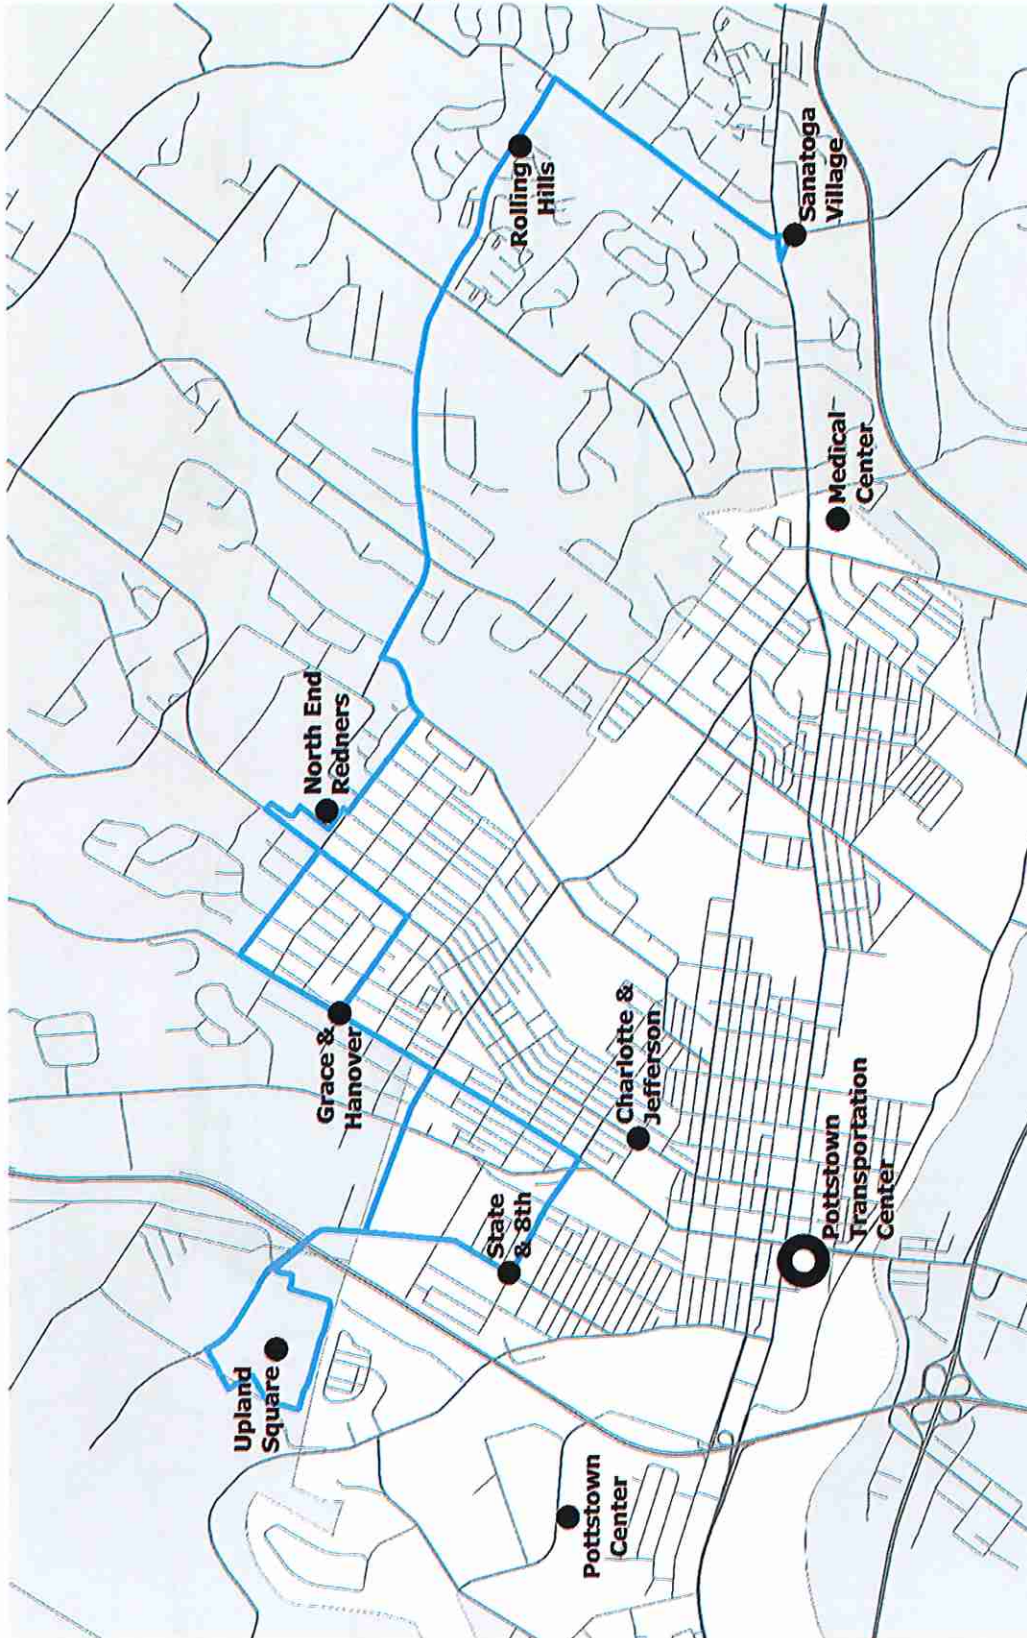 Upland
Square
Pottstown
Center
State
& 8th
Grace &
Hanover
North End
Redners
Charlotte &
Jefferson
Pottstown
Transportation
Center
Rolling
Hills
Medical
Center
Sanatoga
Village